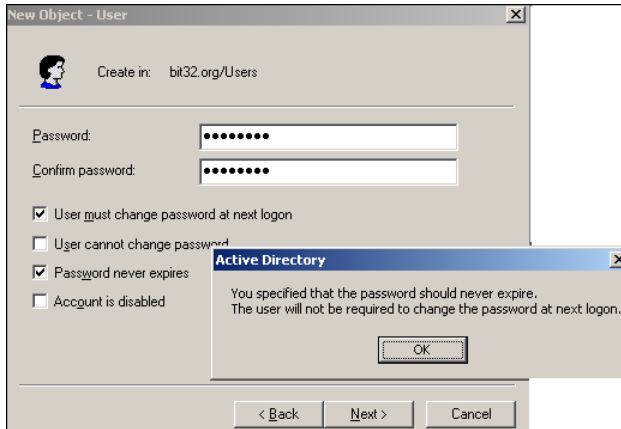 New Object - User
Create in: bit32.org/Users
Password:
Confirm password:
User must change password at next logon
User cannot change password
Password never expires
Account is disabled
Active Directory
You specified that the password should never expire.
The user will not be required to change the password at next logon.
OK
< Back
Next >
Cancel